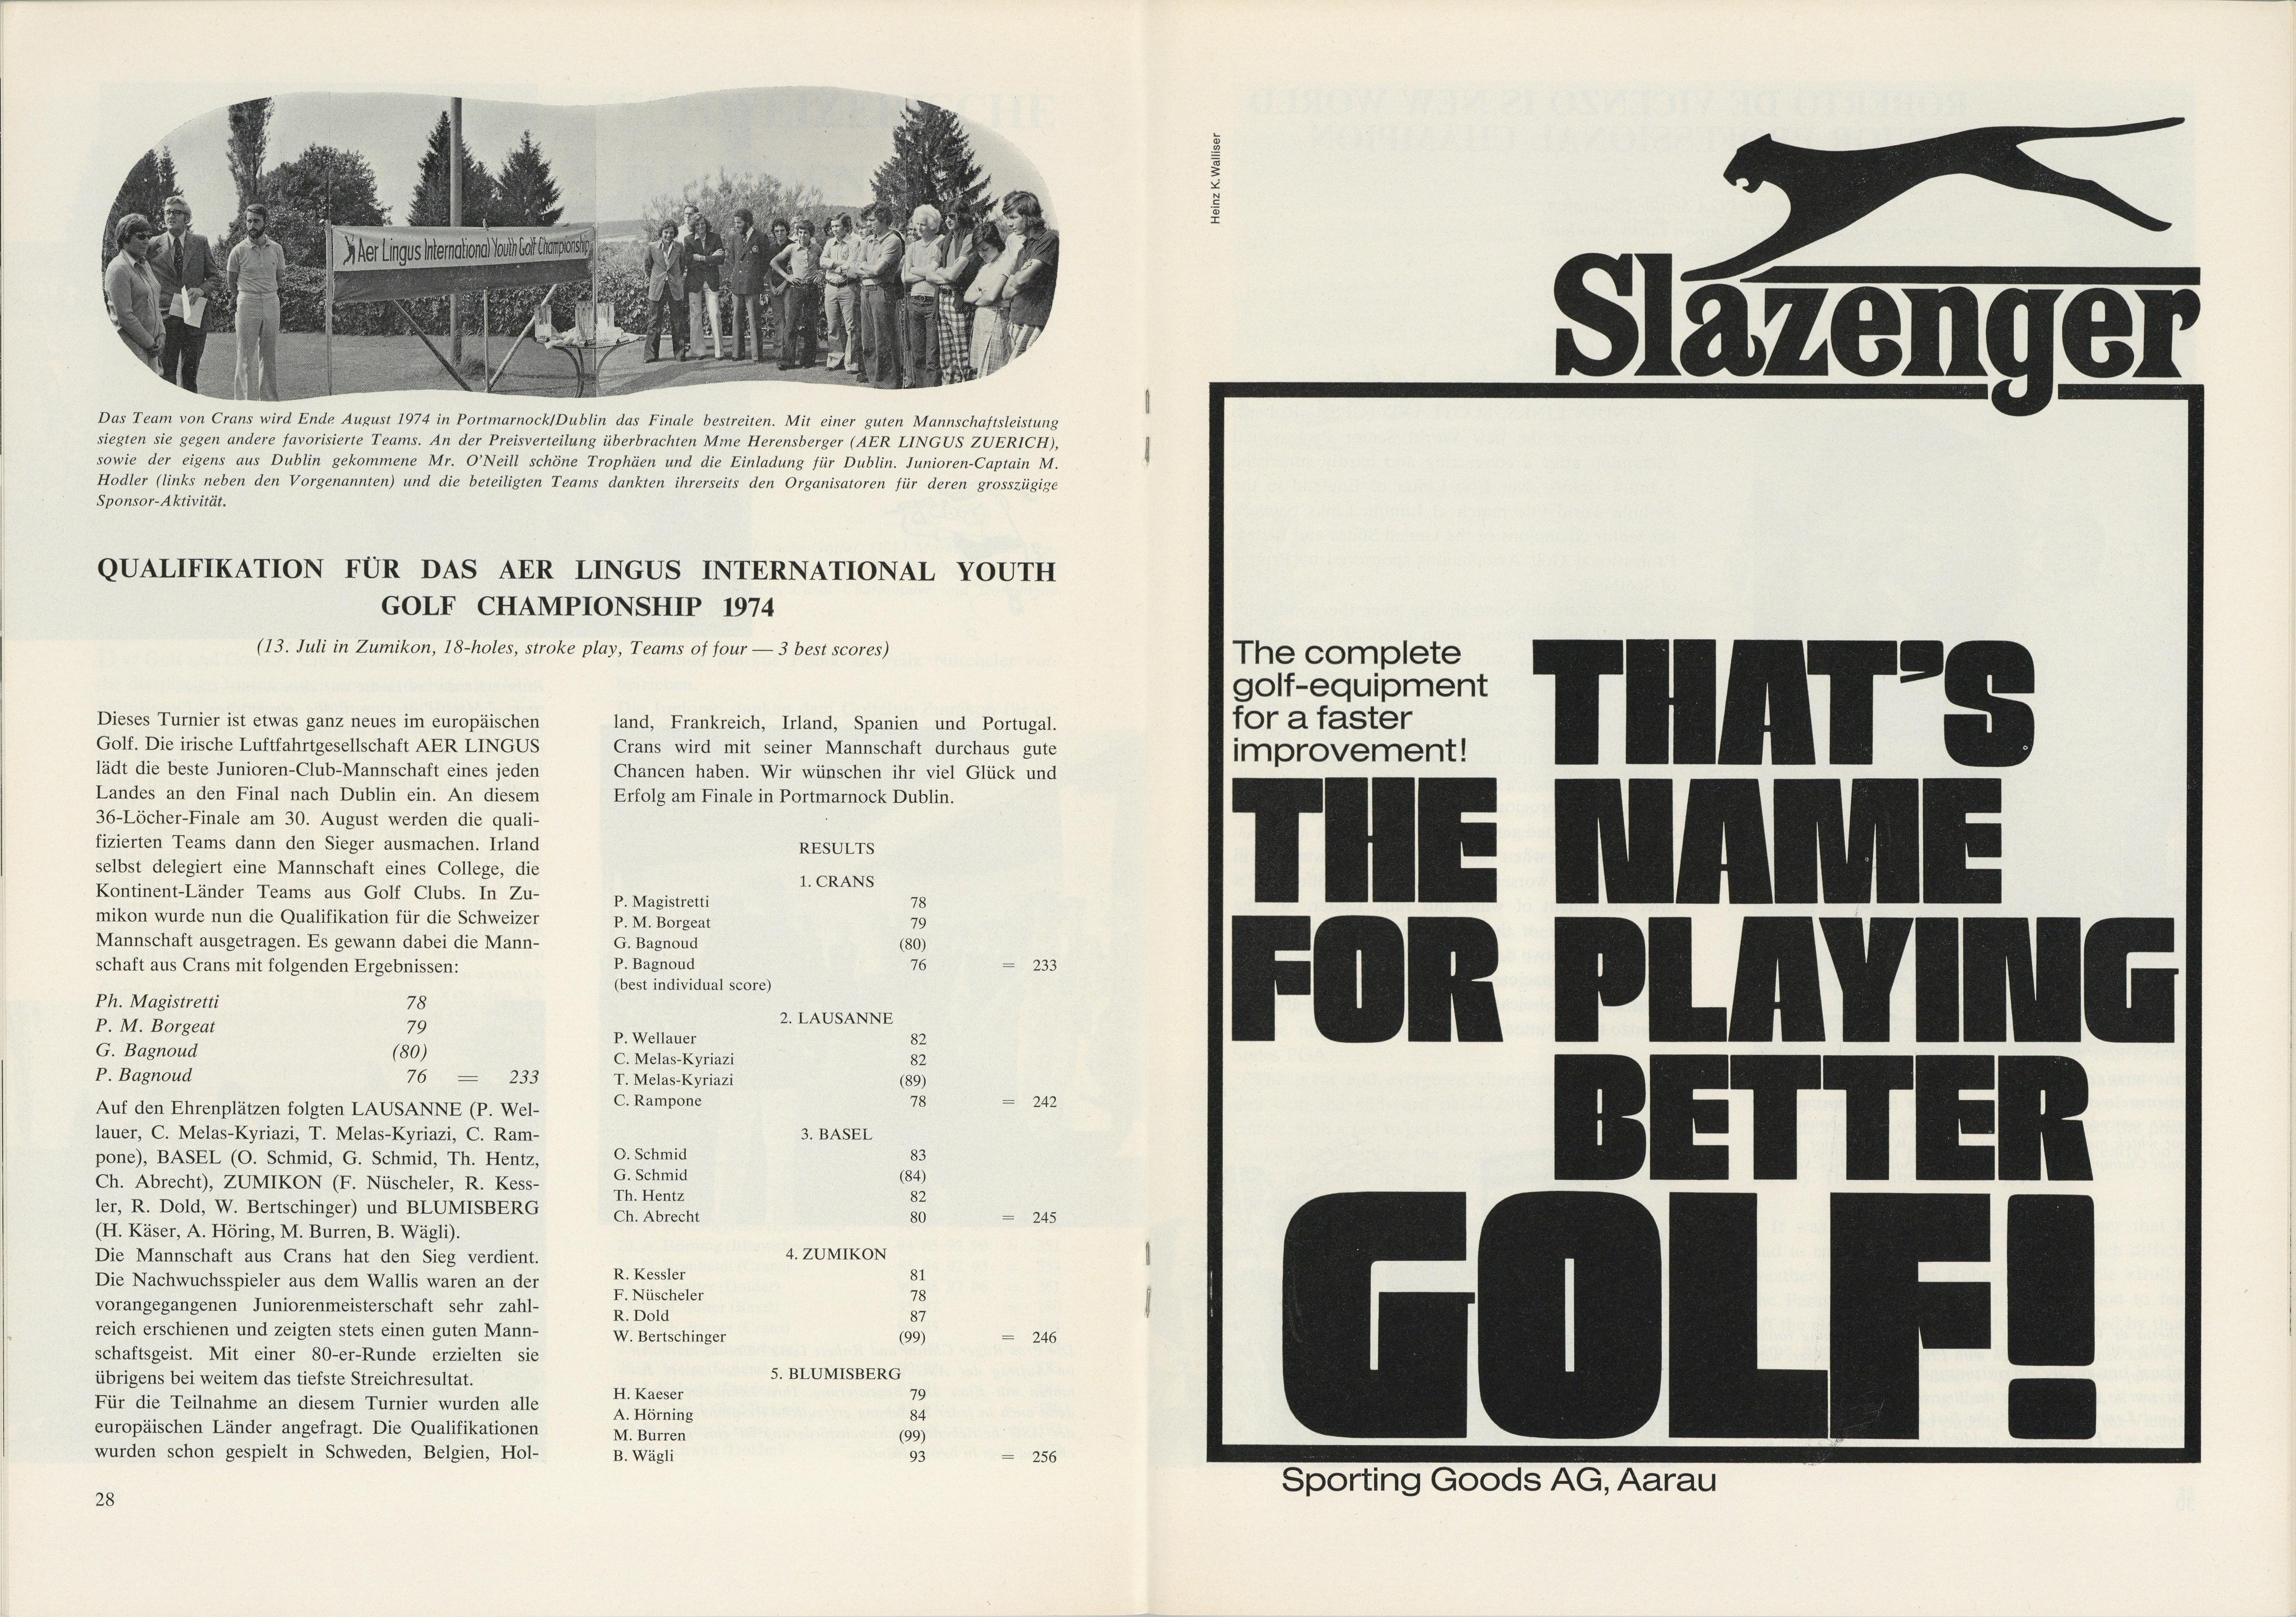 Aer Lingus International Youth Golf Championship
Das Team von Crans wird Ende August 1974 in Portmarnock/Dublin das Finale bestreiten. Mit einer guten Mannschaftsleistung
siegten sie gegen andere favorisierte Teams. An der Preisverteilung überbrachten Mme Herensberger (AER LINGUS ZUERICH),
sowie der eigens aus Dublin gekommene Mr. O'Neill schöne Trophäen und die Einladung für Dublin. Junioren-Captain M.
Hodler (links neben den Vorgenannten) und die beteiligten Teams dankten ihrerseits den Organisatoren für deren grosszügige
Sponsor-Aktivität.
QUALIFIKATION FÜR DAS AER LINGUS INTERNATIONAL YOUTH
GOLF CHAMPIONSHIP 1974
(13. Juli in Zumikon, 18-holes, stroke play, Teams of four — 3 best scores)
Dieses Turnier ist etwas ganz neues im europäischen
Golf. Die irische Luftfahrtgesellschaft AER LINGUS
lädt die beste Junioren-Club-Mannschaft eines jeden
Landes an den Final nach Dublin ein. An diesem
36-Löcher-Finale am 30. August werden die quali-
fizierten Teams dann den Sieger ausmachen. Irland
selbst delegiert eine Mannschaft eines College, die
Kontinent-Länder Teams aus Golf Clubs. In Zu-
mikon wurde nun die Qualifikation für die Schweizer
Mannschaft ausgetragen. Es gewann dabei die Mann-
schaft aus Crans mit folgenden Ergebnissen:
Ph. Magistretti 78
P. M. Borgeat 79
G. Bagnoud (80)
P. Bagnoud 76 = 233
Auf den Ehrenplätzen folgten LAUSANNE (P. Wel-
lauer, C. Melas-Kyriazi, T. Melas-Kyriazi, C. Ram-
pone), BASEL (O. Schmid, G. Schmid, Th. Hentz,
Ch. Abrecht), ZUMIKON (F. Nüscheler, R. Kess-
ler, R. Dold, W. Bertschinger) und BLUMISBERG
(H. Käser, A. Höring, M. Burren, B. Wägli).
Die Mannschaft aus Crans hat den Sieg verdient.
Die Nachwuchsspieler aus dem Wallis waren an der
vorangegangenen Juniorenmeisterschaft sehr zahl-
reich erschienen und zeigten stets einen guten Mann-
schaftsgeist. Mit einer 80-er-Runde erzielten sie
übrigens bei weitem das tiefste Streichresultat.
Für die Teilnahme an diesem Turnier wurden alle
europäischen Länder angefragt. Die Qualifikationen
wurden schon gespielt in Schweden, Belgien, Hol-
land, Frankreich, Irland, Spanien und Portugal.
Crans wird mit seiner Mannschaft durchaus gute
Chancen haben. Wir wünschen ihr viel Glück und
Erfolg am Finale in Portmarnock Dublin.
RESULTS
1. CRANS
P. Magistretti 78
P. M. Borgeat 79
G. Bagnoud (80)
P. Bagnoud 76 = 233
(best individual score)
2. LAUSANNE
P. Wellauer 82
C. Melas-Kyriazi 82
T. Melas-Kyriazi (89)
C. Rampone 78 = 242
3. BASEL
O. Schmid 83
G. Schmid (84)
Th. Hentz 82
Ch. Abrecht 80 = 245
4. ZUMIKON
R. Kessler 81
F. Nüscheler 78
R. Dold 87
W. Bertschinger (99) = 246
5. BLUMISBERG
H. Kaeser 79
A. Hörning 84
M. Burren (99)
B. Wägli 93 = 256
28
Heinz K. Walliser
Slazenger
The complete
golf-equipment
for a faster
improvement!
THAT'S
THE NAME
FOR PLAYING
BETTER
GOLF!
Sporting Goods AG, Aarau